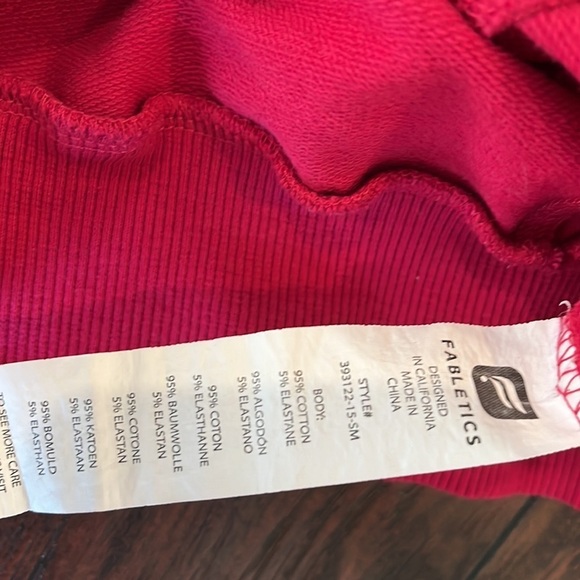 FABLETICS
DESIGNED
IN CALIFORNIA
MADE IN
CHINA
STYLE#
393122-15-SM
BODY:
95% COTTON
5% ELASTANE
95% ALGODÓN
5% ELASTANO
95% COTON
5% ELASTHANNE
95% BAUMWOLLE
5% ELASTAN
95% COTONE
5% ELASTAN
95% KATOEN
5% ELASTAAN
95% BOMULD
5% ELASTHAN
TO SEE MORE CARE
VISIT